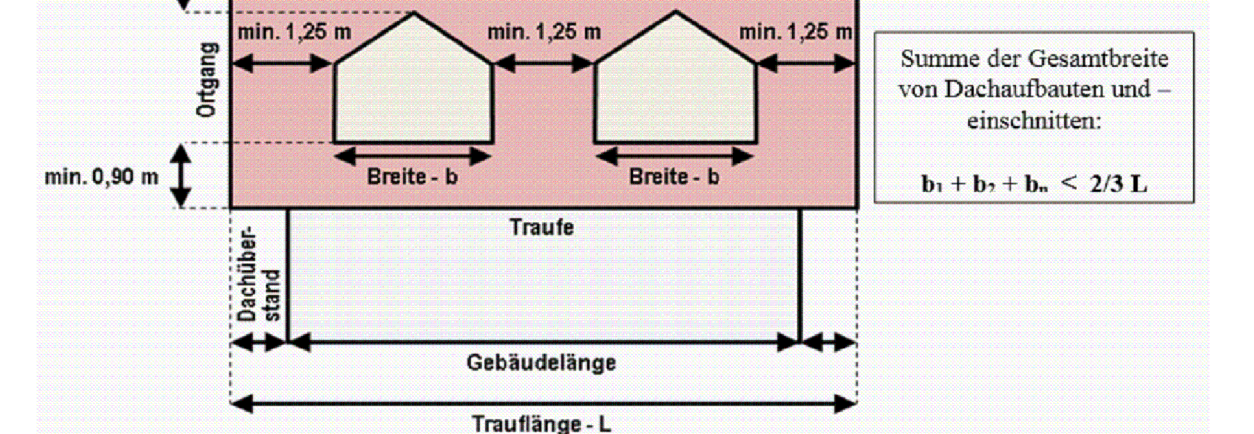 min. 1,25 m
min. 1,25 m
min. 1,25 m
Ortgang
Summe der Gesamtbreite
von Dachaufbauten und –
einschnitten:
b₁ + b₂ + bₙ < 2/3 L
min. 0,90 m
Breite - b
Breite - b
Traufe
Dachüber-
stand
Gebäudelänge
Trauflänge - L